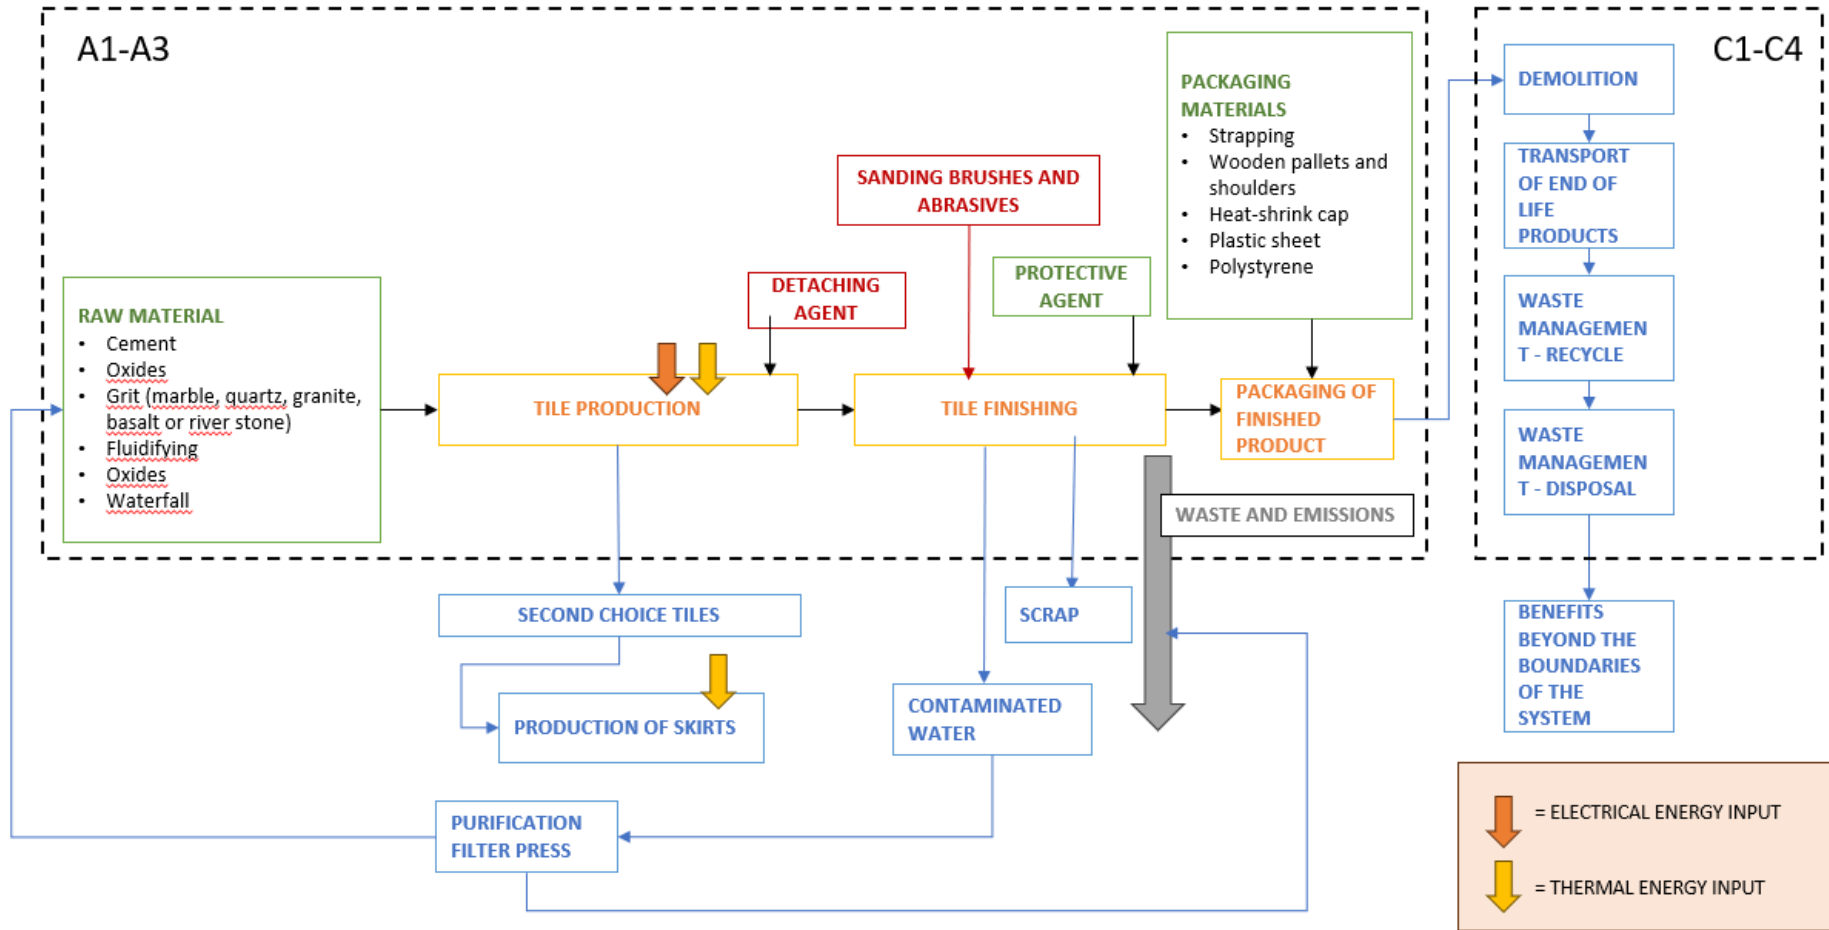 A1-A3
C1-C4
PACKAGING
MATERIALS
• Strapping
• Wooden pallets and
shoulders
• Heat-shrink cap
• Plastic sheet
• Polystyrene
DEMOLITION
TRANSPORT
OF END OF
LIFE
PRODUCTS
SANDING BRUSHES AND
ABRASIVES
DETACHING
AGENT
PROTECTIVE
AGENT
RAW MATERIAL
• Cement
• Oxides
• Grit (marble, quartz, granite,
basalt or river stone)
• Fluidifying
• Oxides
• Waterfall
TILE PRODUCTION
TILE FINISHING
PACKAGING OF
FINISHED
PRODUCT
WASTE
MANAGEMEN
T - RECYCLE
WASTE
MANAGEMEN
T - DISPOSAL
WASTE AND EMISSIONS
SECOND CHOICE TILES
SCRAP
BENEFITS
BEYOND THE
BOUNDARIES
OF THE
SYSTEM
PRODUCTION OF SKIRTS
CONTAMINATED
WATER
PURIFICATION
FILTER PRESS
= ELECTRICAL ENERGY INPUT
= THERMAL ENERGY INPUT